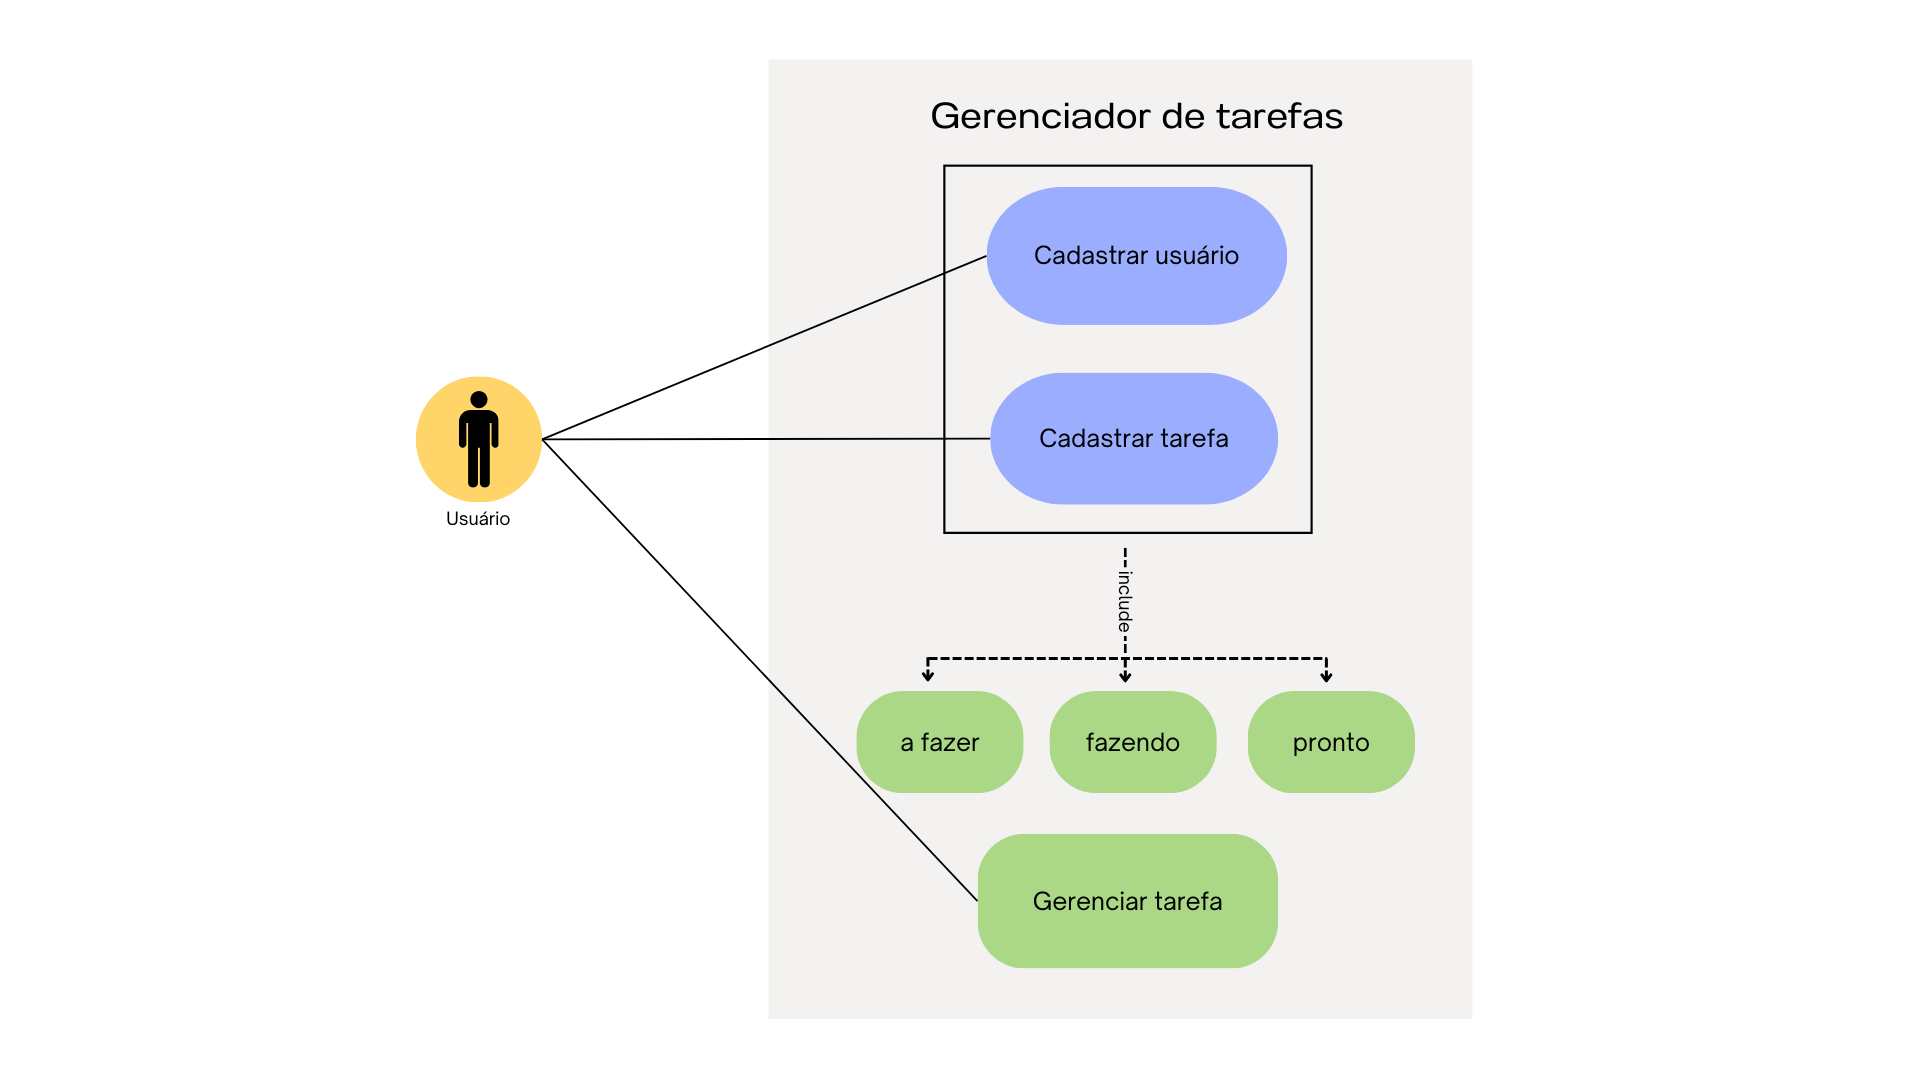 Gerenciador de tarefas
Cadastrar usuário
Cadastrar tarefa
Usuário
include
a fazer
fazendo
pronto
Gerenciar tarefa